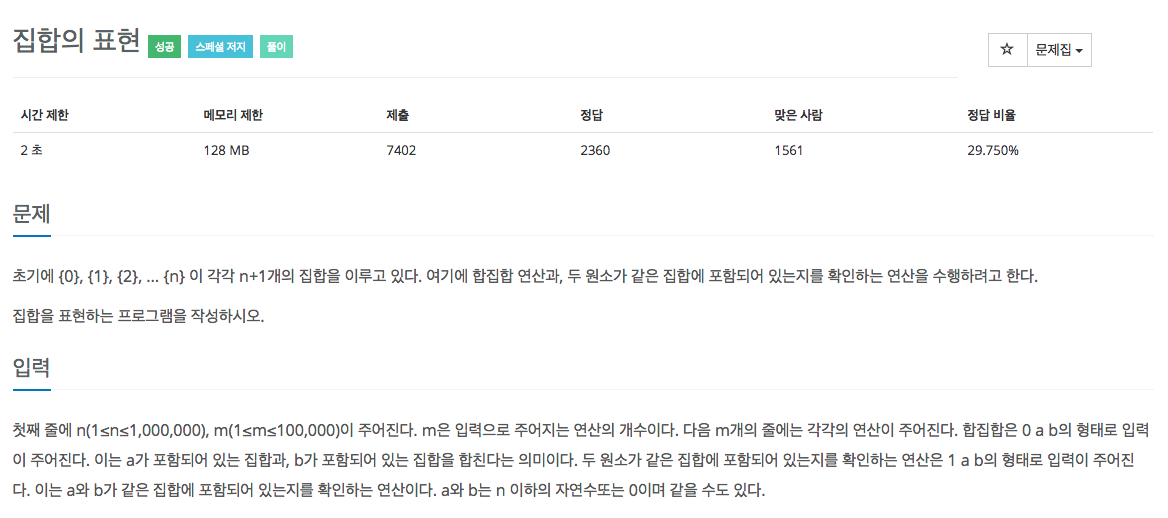 집합의 표현 성공 스페셜 저지 풀이 ☆ 문제집
시간 제한 메모리 제한 제출 정답 맞은 사람 정답 비율
2 초 128 MB 7402 2360 1561 29.750%
문제
초기에 {0}, {1}, {2}, ... {n} 이 각각 n+1개의 집합을 이루고 있다. 여기에 합집합 연산과, 두 원소가 같은 집합에 포함되어 있는지를 확인하는 연산을 수행하려고 한다.
집합을 표현하는 프로그램을 작성하시오.
입력
첫째 줄에 n(1≤n≤1,000,000), m(1≤m≤100,000)이 주어진다. m은 입력으로 주어지는 연산의 개수이다. 다음 m개의 줄에는 각각의 연산이 주어진다. 합집합은 0 a b의 형태로 입력
이 주어진다. 이는 a가 포함되어 있는 집합과, b가 포함되어 있는 집합을 합친다는 의미이다. 두 원소가 같은 집합에 포함되어 있는지를 확인하는 연산은 1 a b의 형태로 입력이 주어진
다. 이는 a와 b가 같은 집합에 포함되어 있는지를 확인하는 연산이다. a와 b는 n 이하의 자연수또는 0이며 같을 수도 있다.